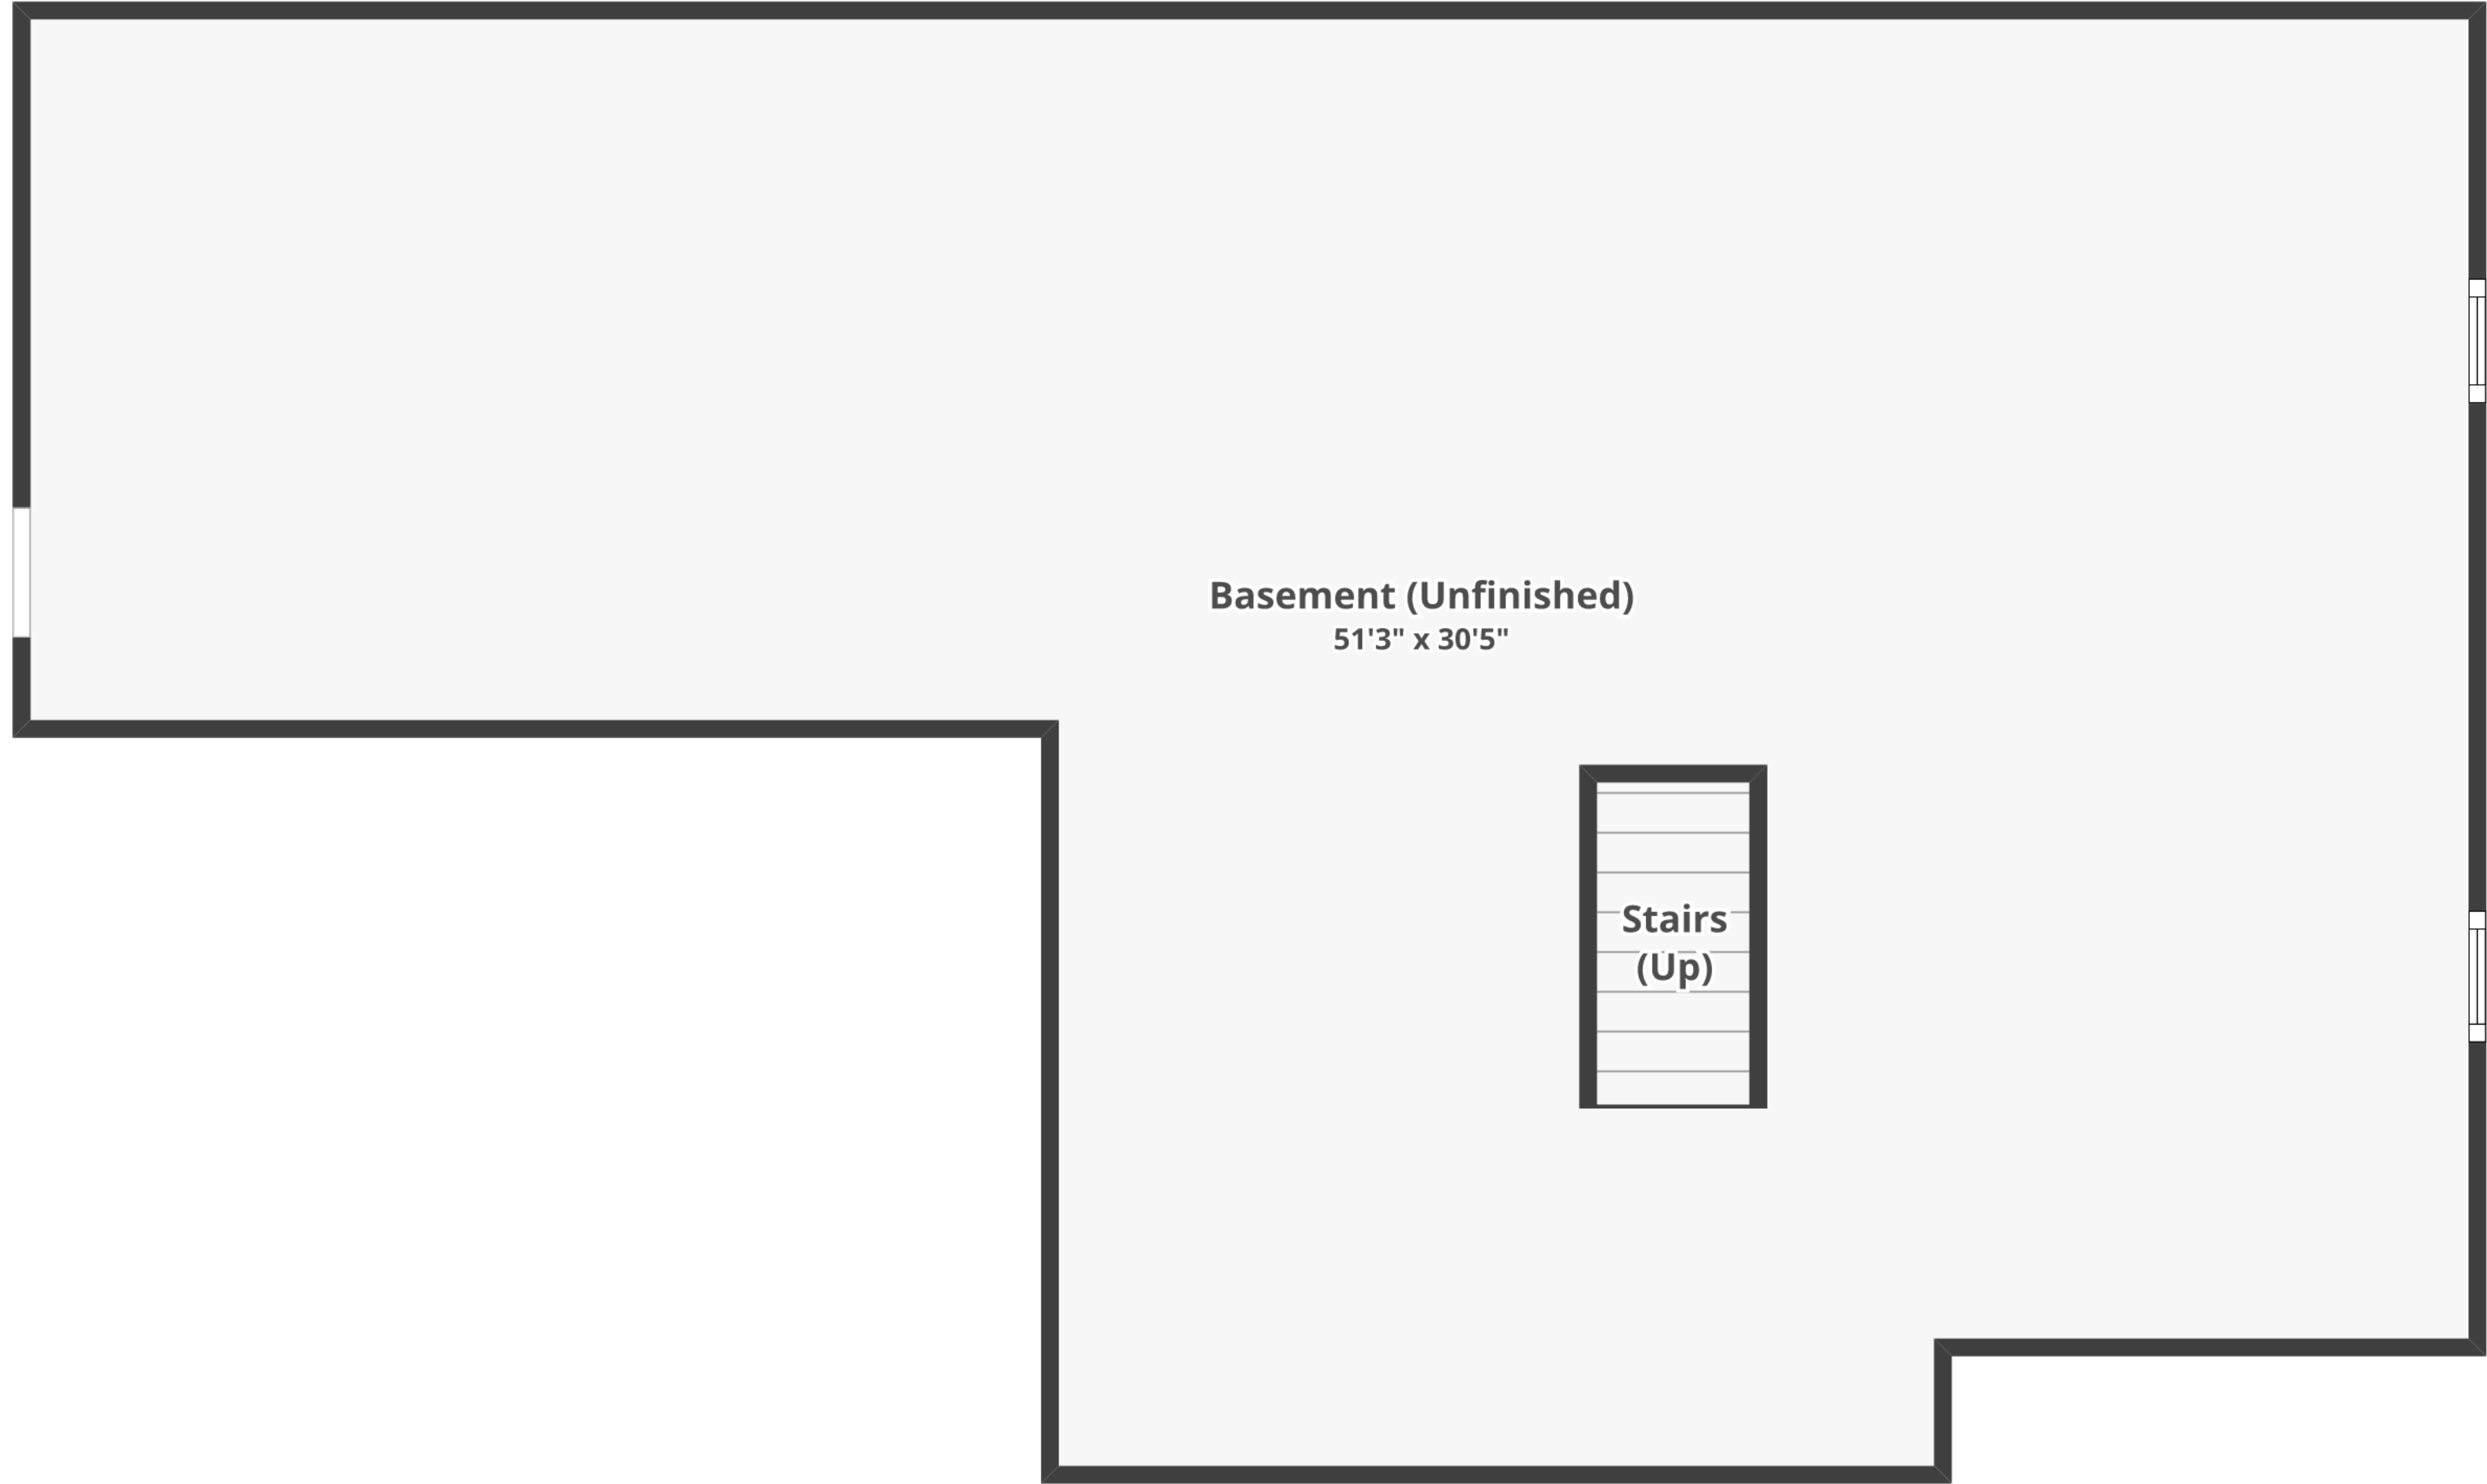 Basement (Unfinished)
51'3" x 30'5"
Stairs
(Up)